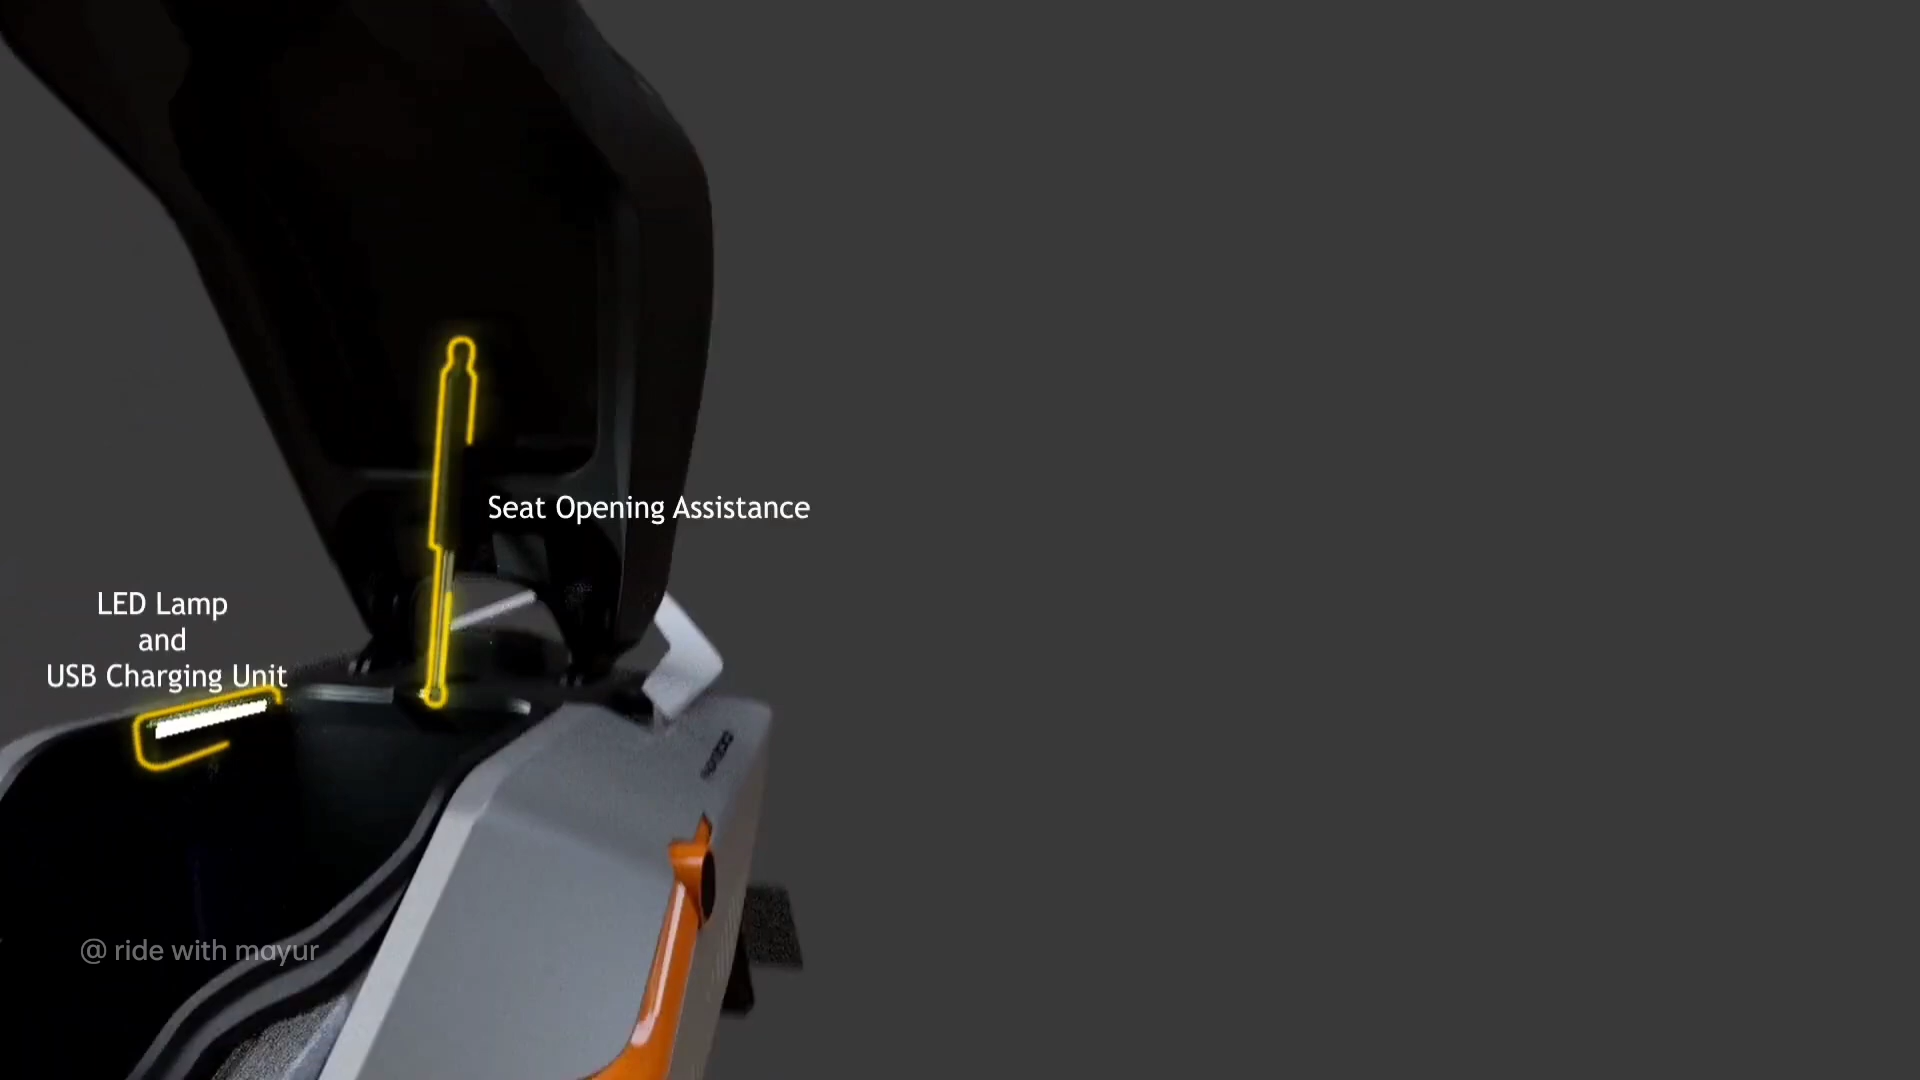 Seat Opening Assistance
LED Lamp
and
USB Charging Unit
@ ride with mayur